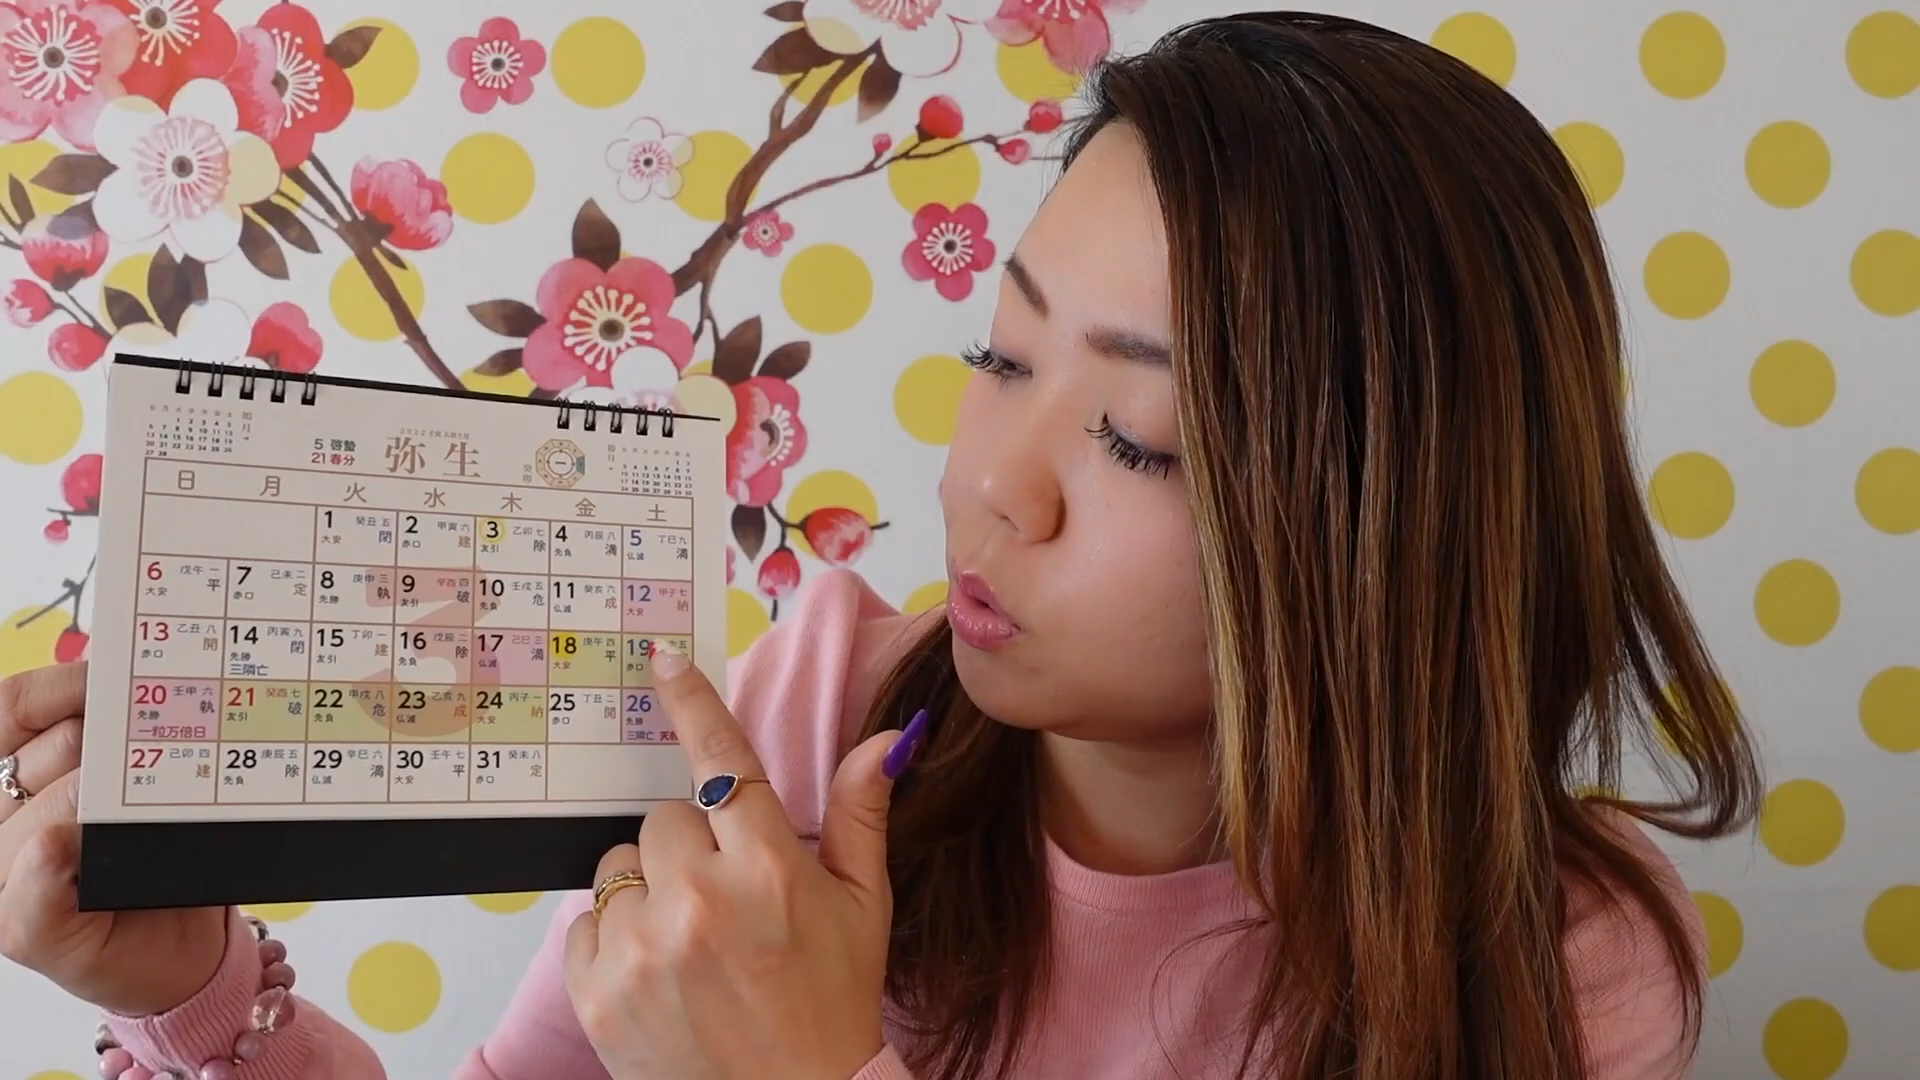 如月
5 啓蟄
21 春分
弥生
癸卯
日 月 火 水 木 金 土
1 癸丑 五 大安 閉
2 甲寅 六 赤口 建
3 乙卯 七 友引 除
4 丙辰 八 先負 満
5 丁巳 九 仏滅 満
6 戊午 一 大安 平
7 己未 二 赤口 定
8 庚申 三 先勝 執
9 辛酉 四 友引 破
10 壬戌 五 先負 危
11 癸亥 六 仏滅 成
12 甲子 七 大安 納
13 乙丑 八 赤口 開
14 丙寅 九 先勝 閉 三隣亡
15 丁卯 一 友引 建
16 戊辰 二 先負 除
17 己巳 三 仏滅 満
18 庚午 四 大安 平
19 五 赤口
20 壬申 六 先勝 執 一粒万倍日
21 癸酉 七 友引 破
22 甲戌 八 先負 危
23 乙亥 九 仏滅 成
24 丙子 一 大安 納
25 丁丑 二 赤口 開
26 先勝 三隣亡
27 己卯 四 友引 建
28 庚辰 五 先負 除
29 辛巳 六 仏滅 満
30 壬午 七 大安 平
31 癸未 八 赤口 定